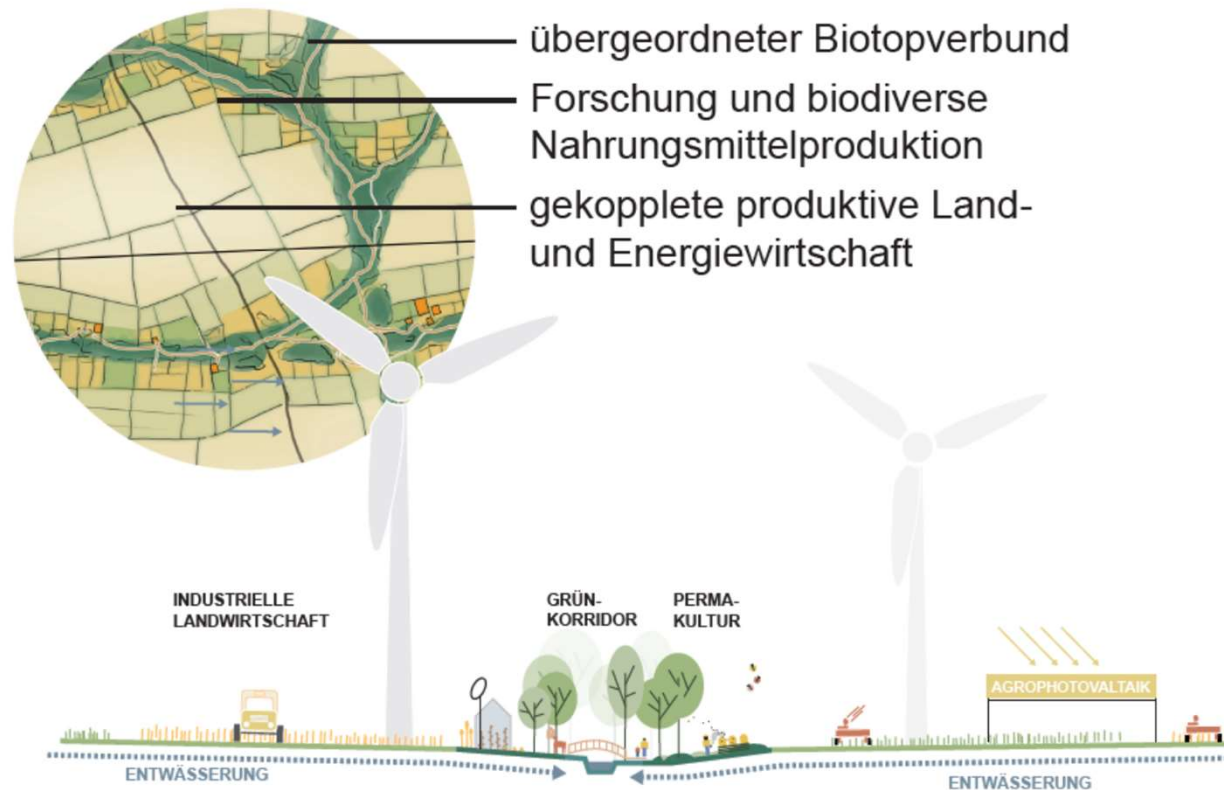 übergeordneter Biotopverbund
Forschung und biodiverse
Nahrungsmittelproduktion
gekopplete produktive Land-
und Energiewirtschaft
INDUSTRIELLE
LANDWIRTSCHAFT
GRÜN-
KORRIDOR
PERMA-
KULTUR
AGROPHOTOVALTAIK
ENTWÄSSERUNG
ENTWÄSSERUNG